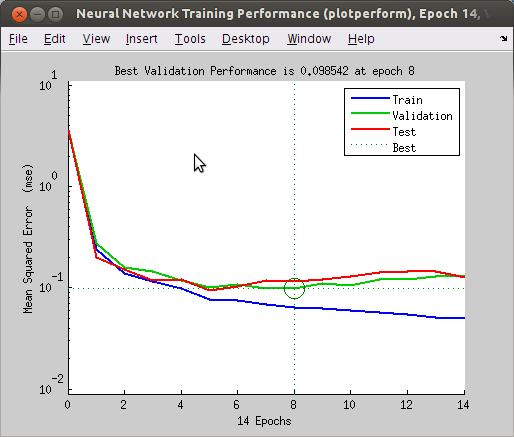 Neural Network Training Performance (plotperform), Epoch 14,
File Edit View Insert Tools Desktop Window Help
Best Validation Performance is 0.098542 at epoch 8
Mean Squared Error (mse)
10^1
10^0
10^-1
10^-2
Train
Validation
Test
Best
0 2 4 6 8 10 12 14
14 Epochs